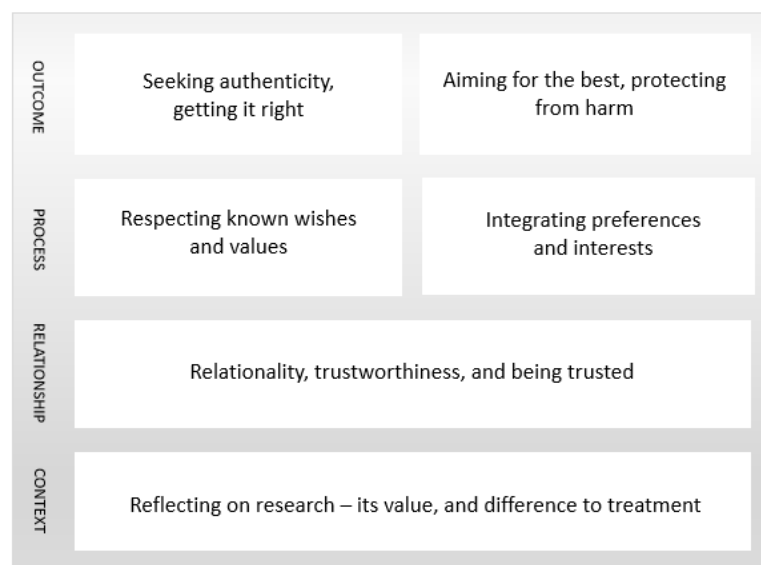 OUTCOME
Seeking authenticity,
getting it right
Aiming for the best, protecting
from harm
PROCESS
Respecting known wishes
and values
Integrating preferences
and interests
RELATIONSHIP
Relationality, trustworthiness, and being trusted
CONTEXT
Reflecting on research – its value, and difference to treatment